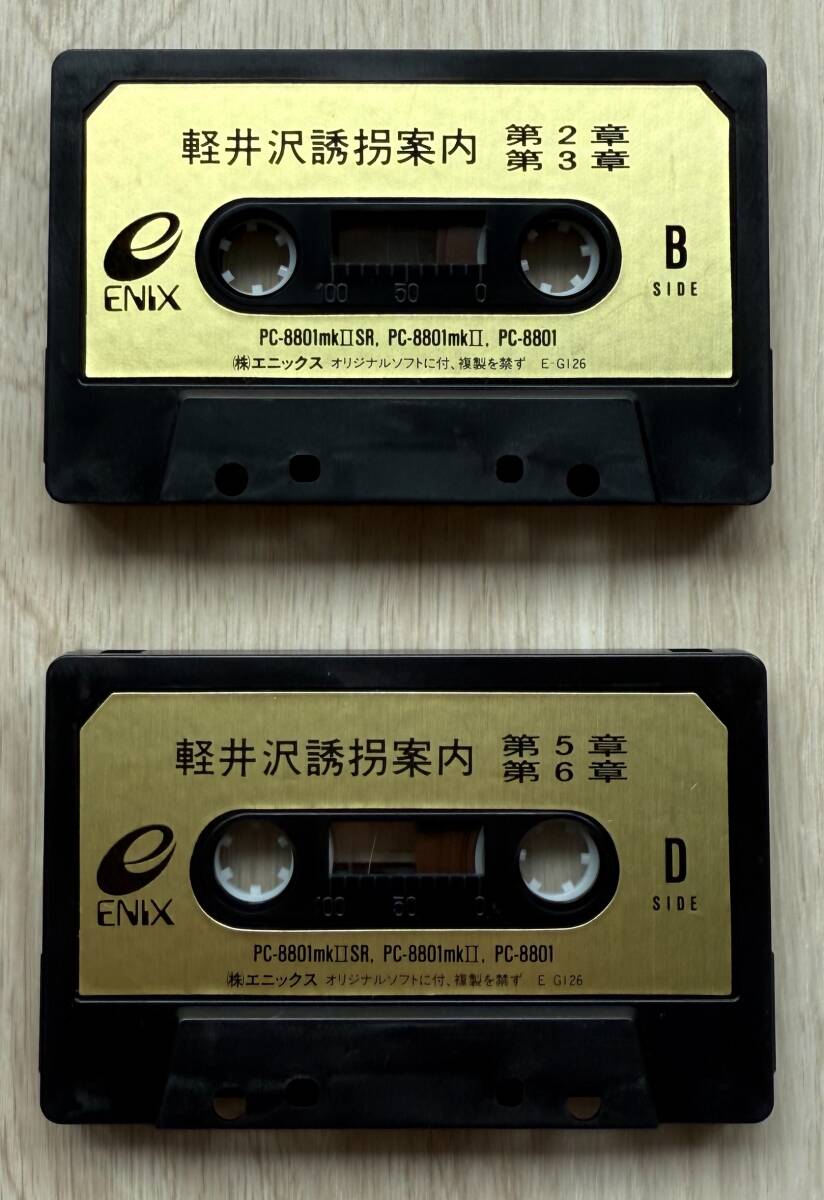 軽井沢誘拐案内 第2章
第3章
ENIX
B
SIDE
100 50 0
PC-8801mkⅡSR, PC-8801mkⅡ, PC-8801
㈱エニックス オリジナルソフトに付、複製を禁ず E-G126
軽井沢誘拐案内 第5章
第6章
ENIX
D
SIDE
100 50 0
PC-8801mkⅡSR, PC-8801mkⅡ, PC-8801
㈱エニックス オリジナルソフトに付、複製を禁ず E G126